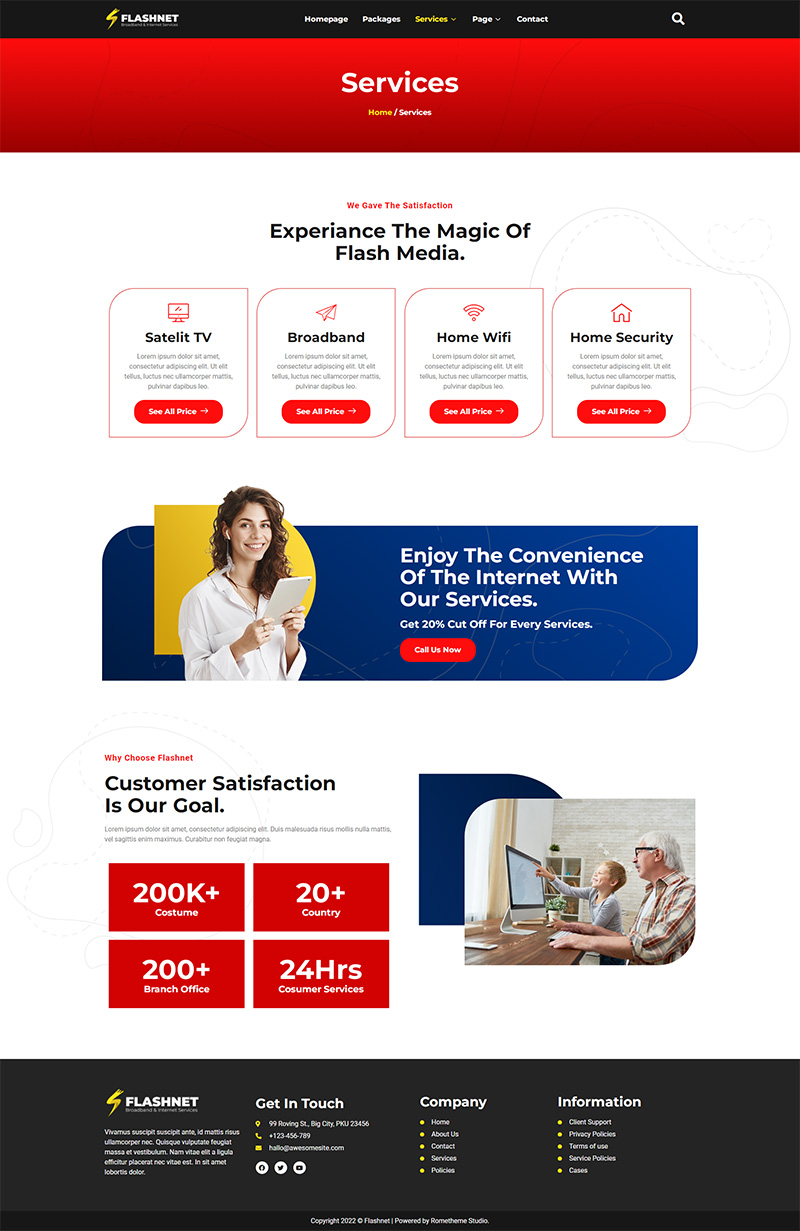 FLASHNET
Broadband & Internet Services
Homepage Packages Services Page Contact
Services
Home / Services
We Gave The Satisfaction
Experiance The Magic Of
Flash Media.
Satelit TV
Lorem ipsum dolor sit amet,
consectetur adipiscing elit. Ut elit
tellus, luctus nec ullamcorper mattis,
pulvinar dapibus leo.
See All Price
Broadband
Lorem ipsum dolor sit amet,
consectetur adipiscing elit. Ut elit
tellus, luctus nec ullamcorper mattis,
pulvinar dapibus leo.
See All Price
Home Wifi
Lorem ipsum dolor sit amet,
consectetur adipiscing elit. Ut elit
tellus, luctus nec ullamcorper mattis,
pulvinar dapibus leo.
See All Price
Home Security
Lorem ipsum dolor sit amet,
consectetur adipiscing elit. Ut elit
tellus, luctus nec ullamcorper mattis,
pulvinar dapibus leo.
See All Price
Enjoy The Convenience
Of The Internet With
Our Services.
Get 20% Cut Off For Every Services.
Call Us Now
Why Choose Flashnet
Customer Satisfaction
Is Our Goal.
Lorem ipsum dolor sit amet, consectetur adipiscing elit. Duis malesuada risus mollis nulla mattis,
vel sagittis enim maximus. Curabitur non feugiat magna.
200K+
Costume
20+
Country
200+
Branch Office
24Hrs
Cosumer Services
FLASHNET
Broadband & Internet Services
Vivamus suscipit suscipit ante, id mattis risus
ullamcorper nec. Quisque vulputate feugiat
massa et vestibulum. Nam vitae elit a ligula
efficitur placerat nec vitae est. In sit amet
lobortis dolor.
Get In Touch
99 Roving St., Big City, PKU 23456
+123-456-789
hallo@awesomesite.com
Company
Home
About Us
Contact
Services
Policies
Information
Client Support
Privacy Policies
Terms of use
Service Policies
Cases
Copyright 2022 © Flashnet | Powered by Rometheme Studio.